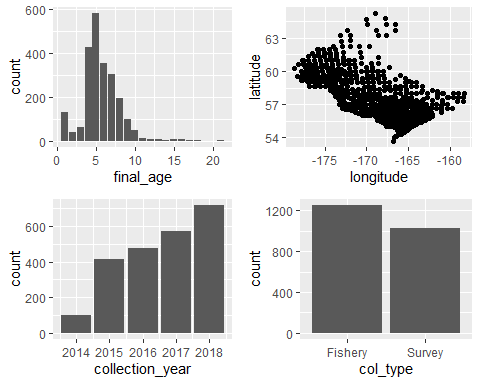 count
600
400
200
0
0 5 10 15 20
final_age
latitude
63
60
57
54
-175 -170 -165 -160
longitude
count
600
400
200
0
2014 2015 2016 2017 2018
collection_year
count
1200
800
400
0
Fishery Survey
col_type